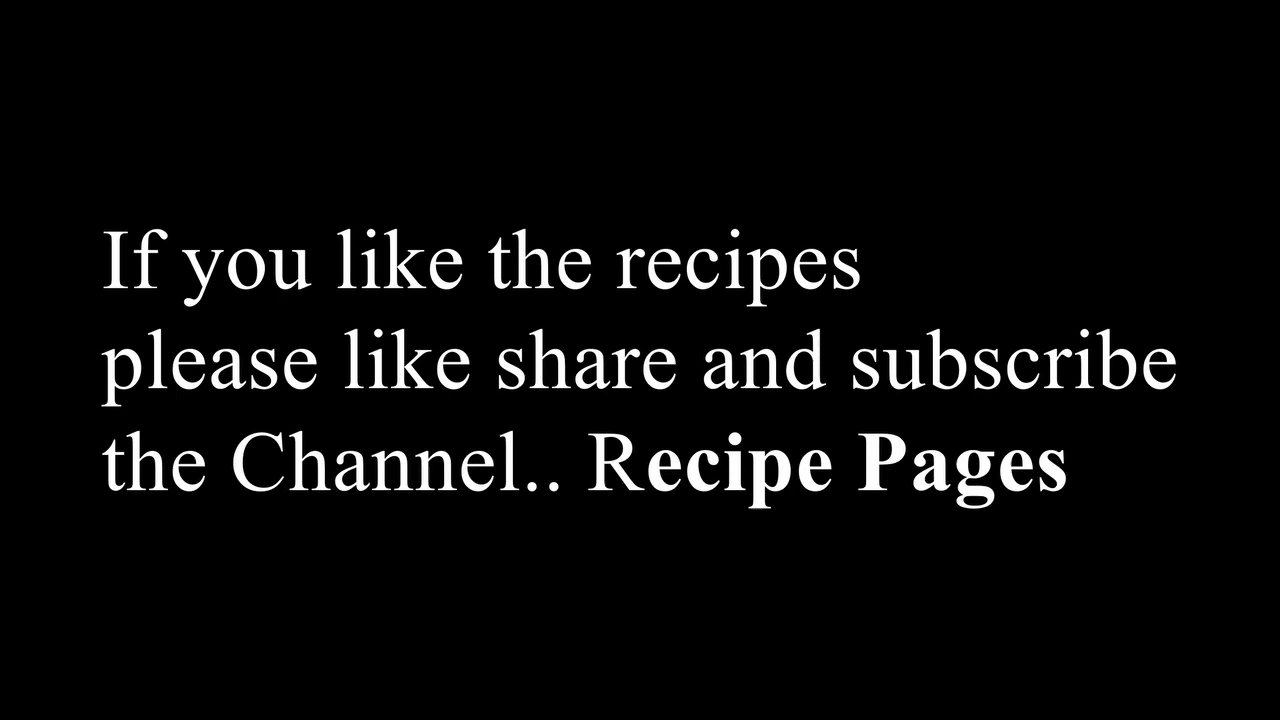 If you like the recipes
please like share and subscribe
the Channel.. Recipe Pages